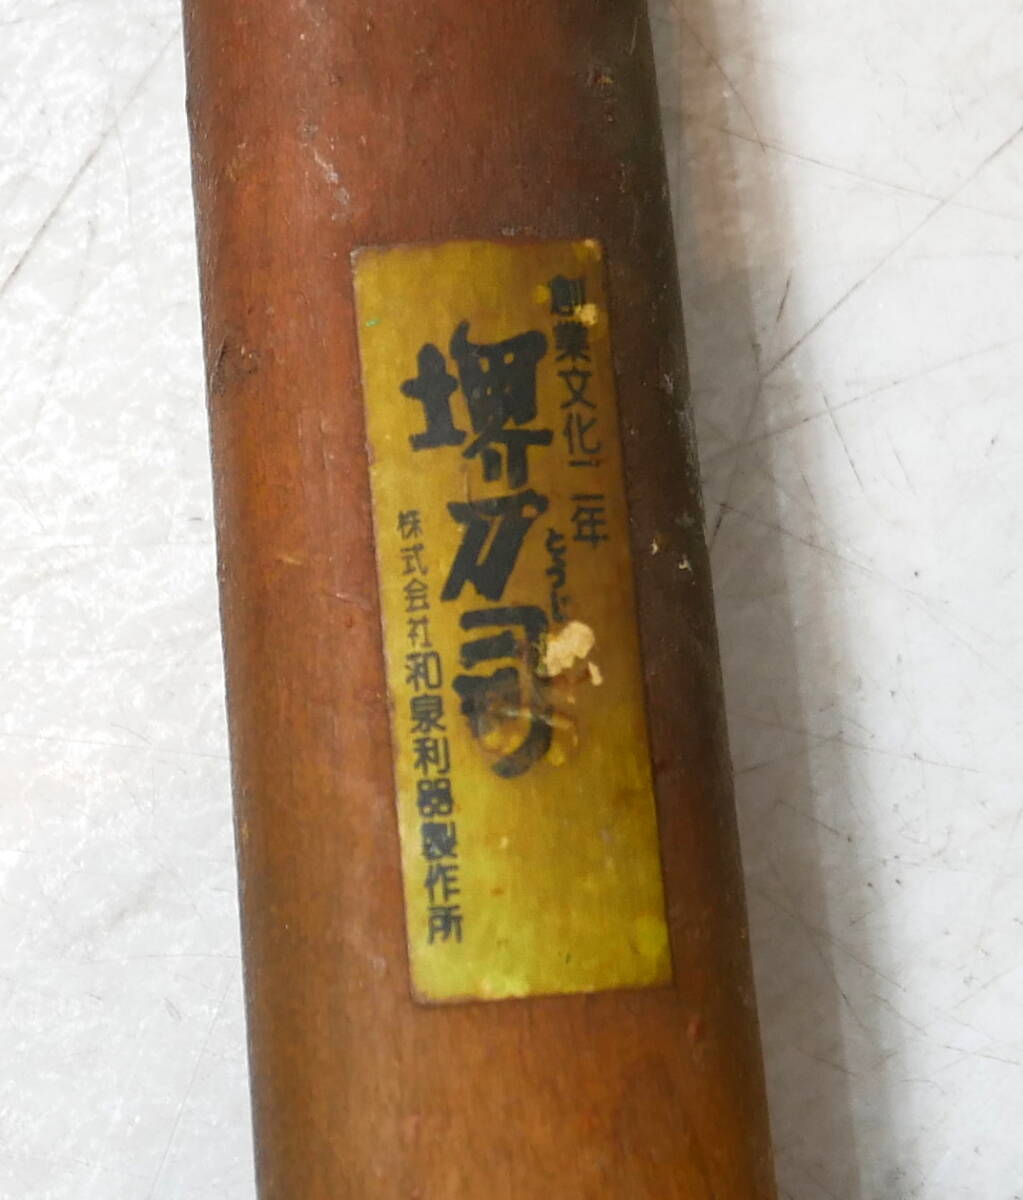 創業文化二年
とうじ
堺刀司
株式会社和泉利器製作所